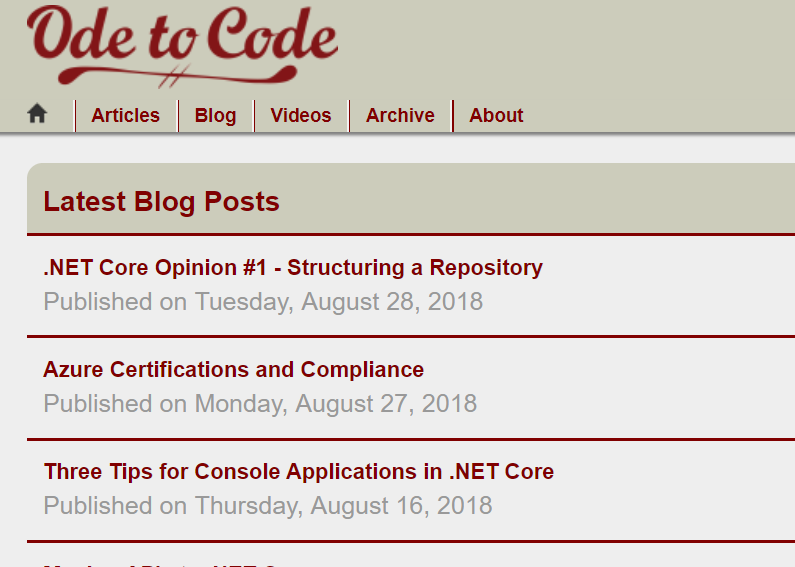 Ode to Code
Articles Blog Videos Archive About
Latest Blog Posts
.NET Core Opinion #1 - Structuring a Repository
Published on Tuesday, August 28, 2018
Azure Certifications and Compliance
Published on Monday, August 27, 2018
Three Tips for Console Applications in .NET Core
Published on Thursday, August 16, 2018